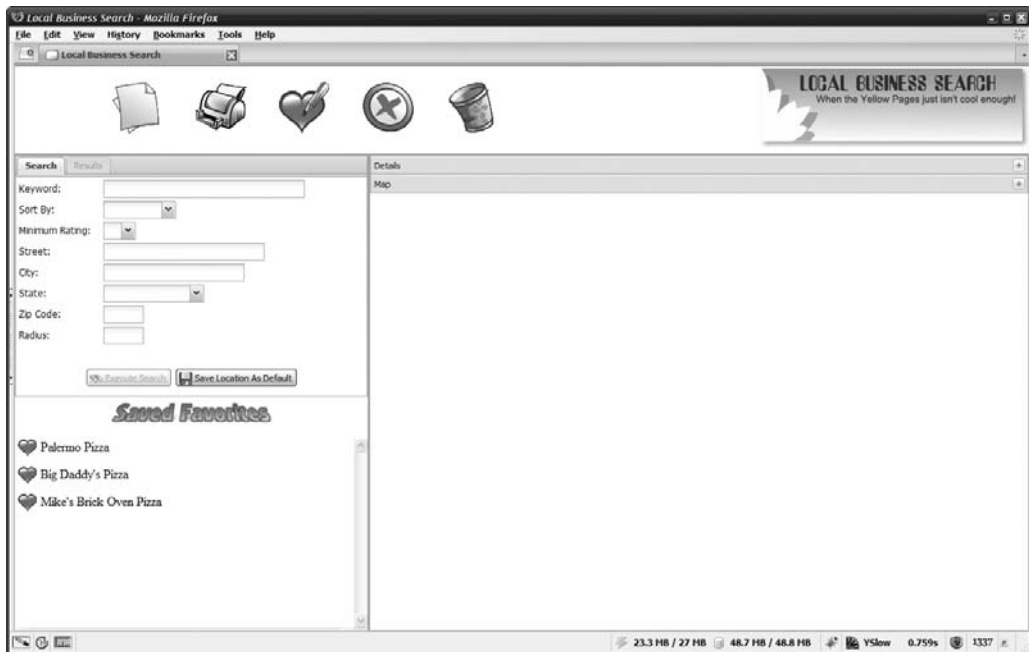 Local Business Search - Mozilla Firefox
File Edit View History Bookmarks Tools Help
Local Business Search
LOCAL BUSINESS SEARCH
When the Yellow Pages just isn't cool enough!
Search Results
Keyword:
Sort By:
Minimum Rating:
Street:
City:
State:
Zip Code:
Radius:
Execute Search Save Location As Default
Saved Favorites
Palermo Pizza
Big Daddy's Pizza
Mike's Brick Oven Pizza
Details
Map
23.3 MB / 27 MB 48.7 MB / 48.8 MB YSlow 0.759s 1337